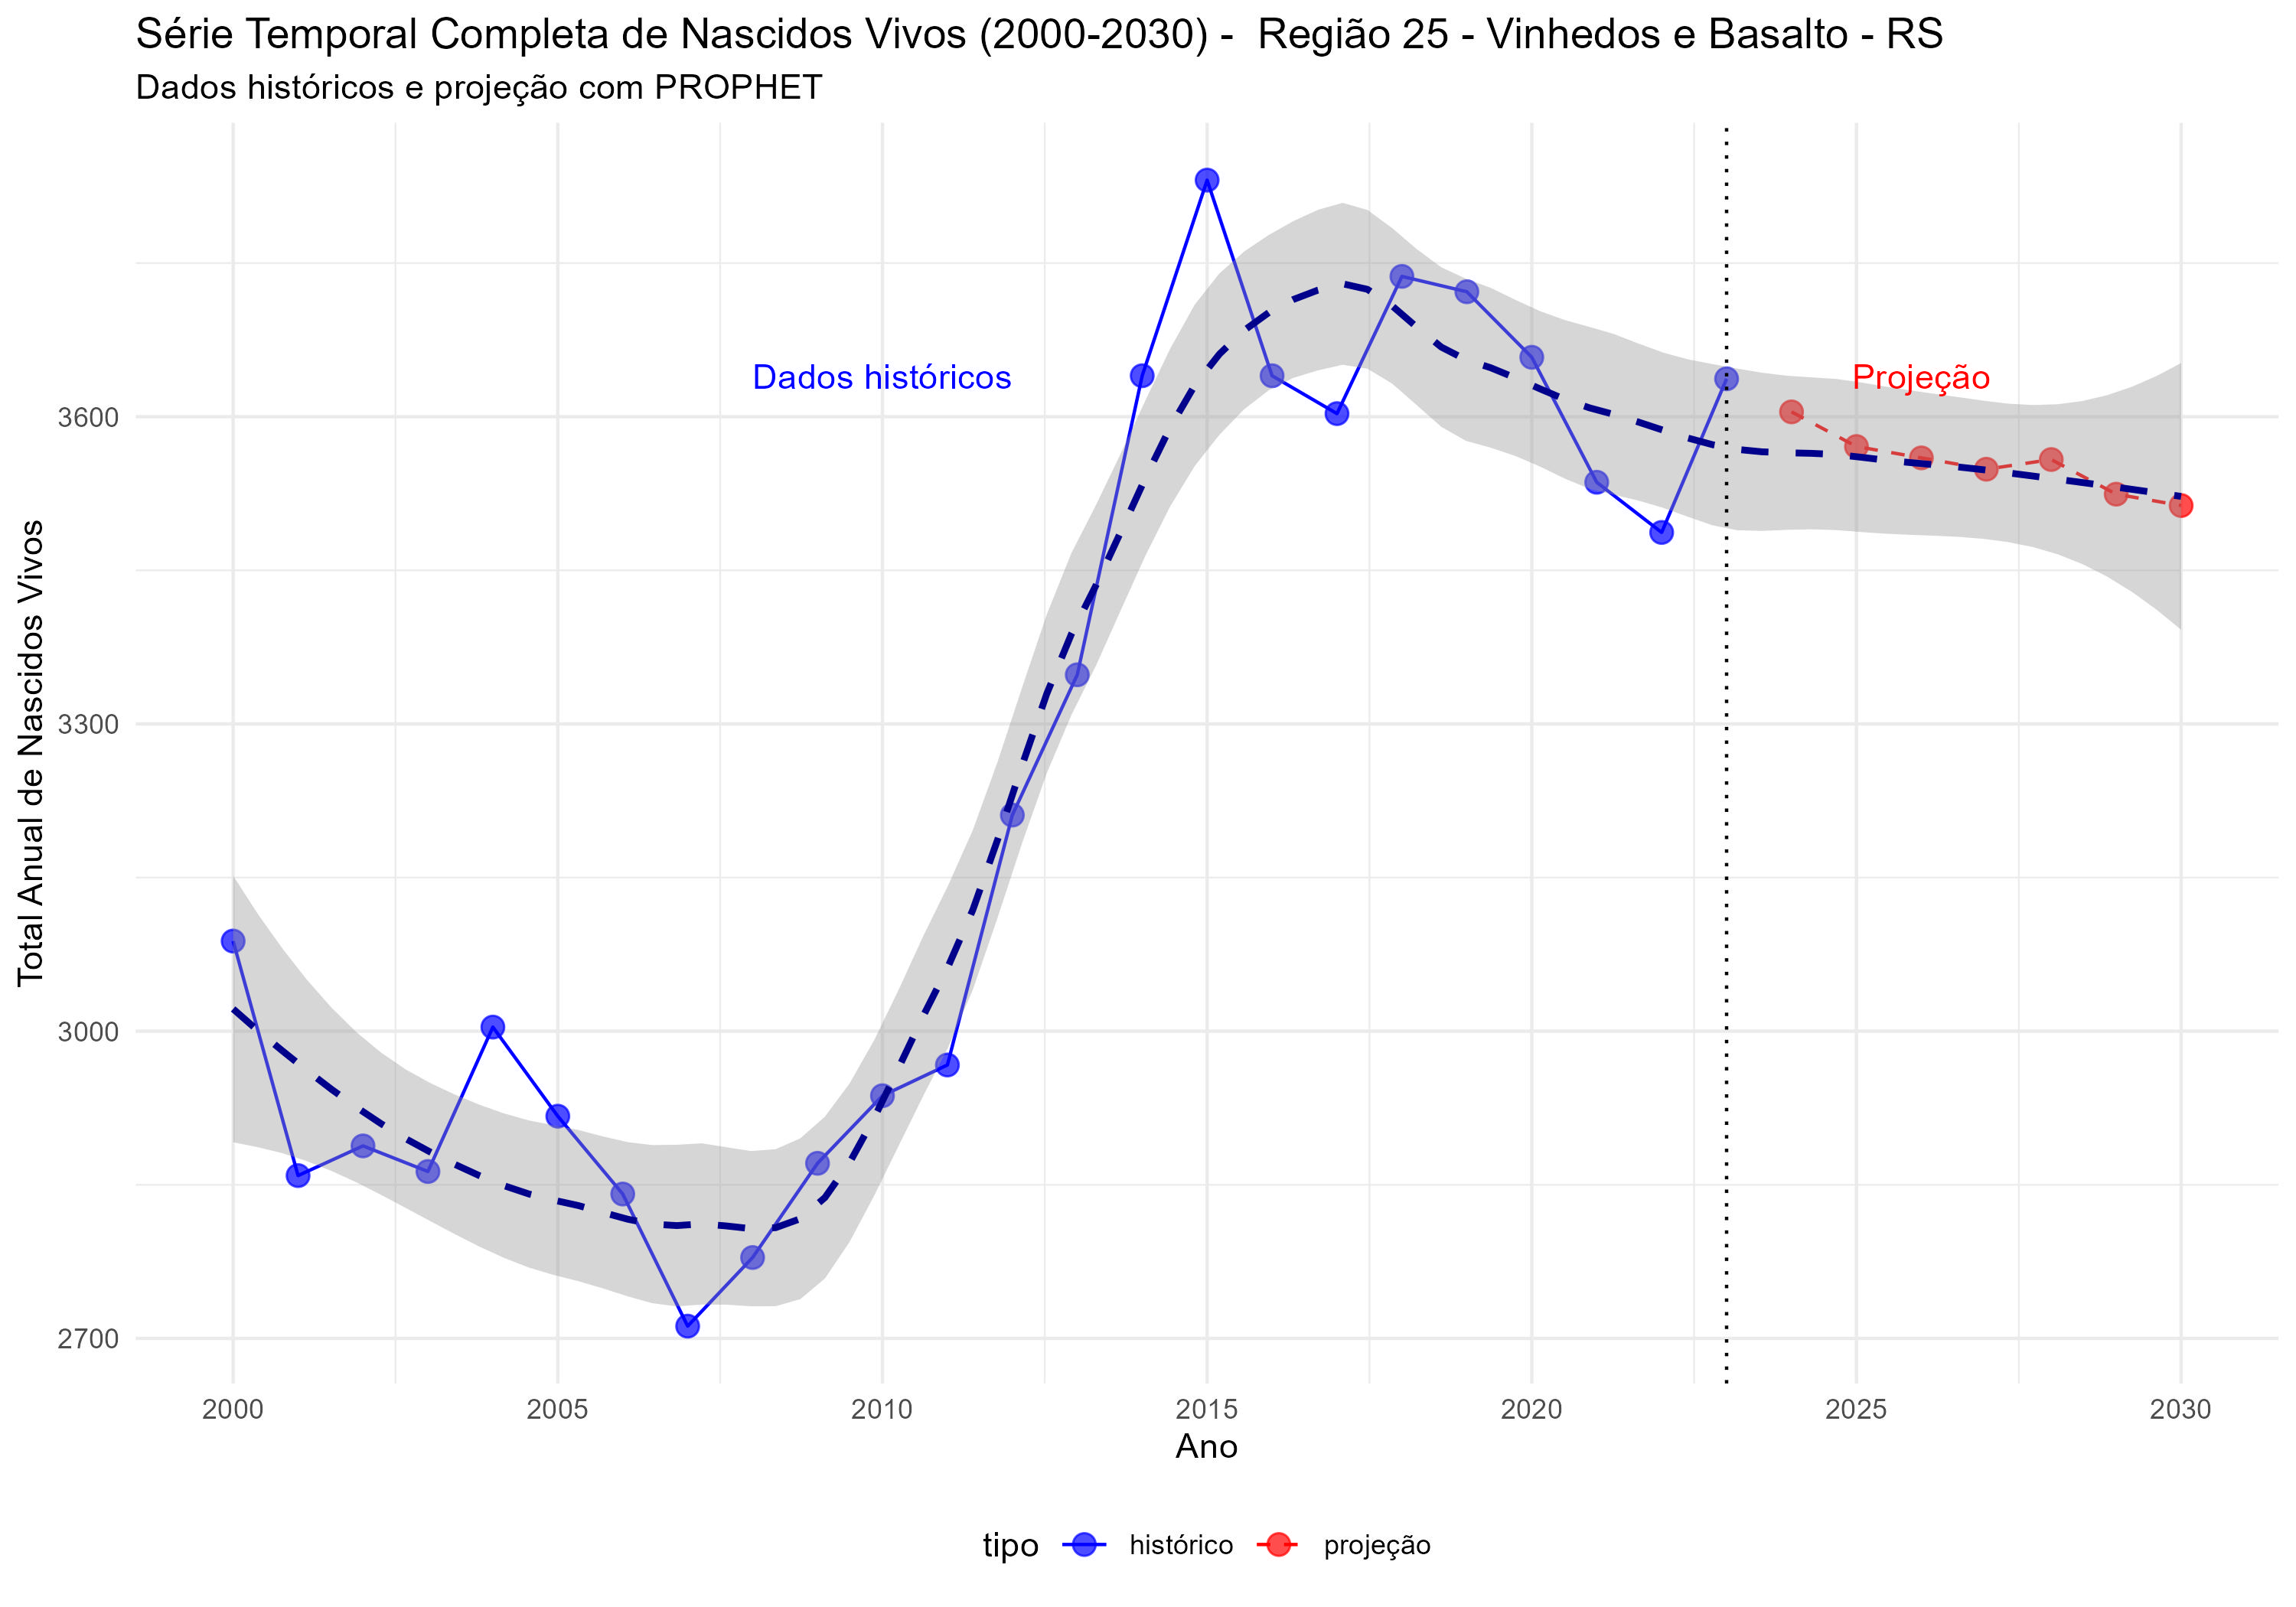 Série Temporal Completa de Nascidos Vivos (2000-2030) -  Região 25 - Vinhedos e Basalto - RS
Dados históricos e projeção com PROPHET
Total Anual de Nascidos Vivos
3600
3300
3000
2700
Dados históricos
Projeção
2000
2005
2010
2015
2020
2025
2030
Ano
tipo
histórico
projeção